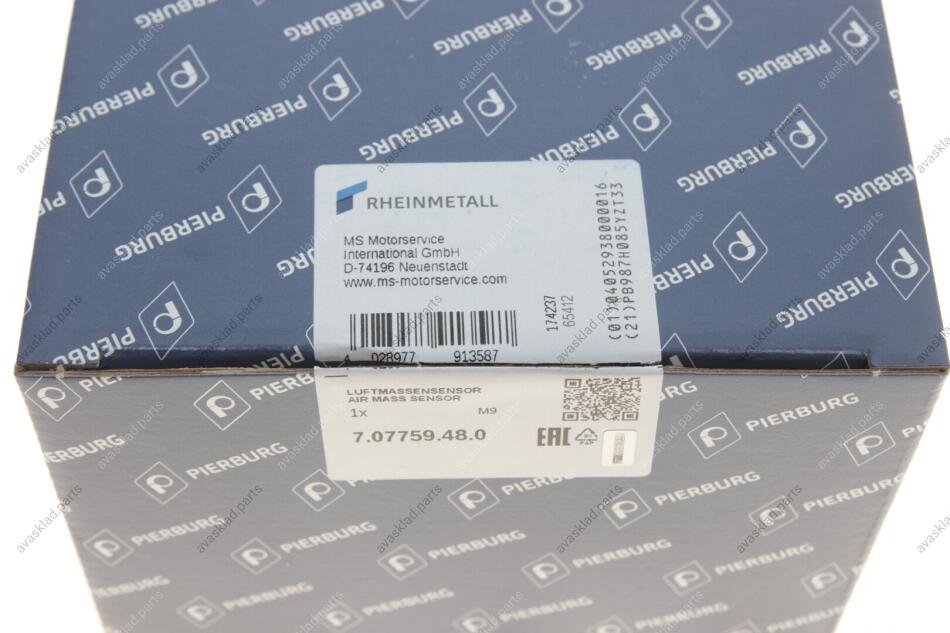 PIERBURG
RHEINMETALL
MS Motorservice
International GmbH
D-74196 Neuenstadt
www.ms-motorservice.com
4 028977 913587
174237
65412
(01)04052938000016
(21)PB987H085YZT33
LUFTMASSENSENSOR
AIR MASS SENSOR
1x
M9
7.07759.48.0
EAC
PAP
avasklad.parts